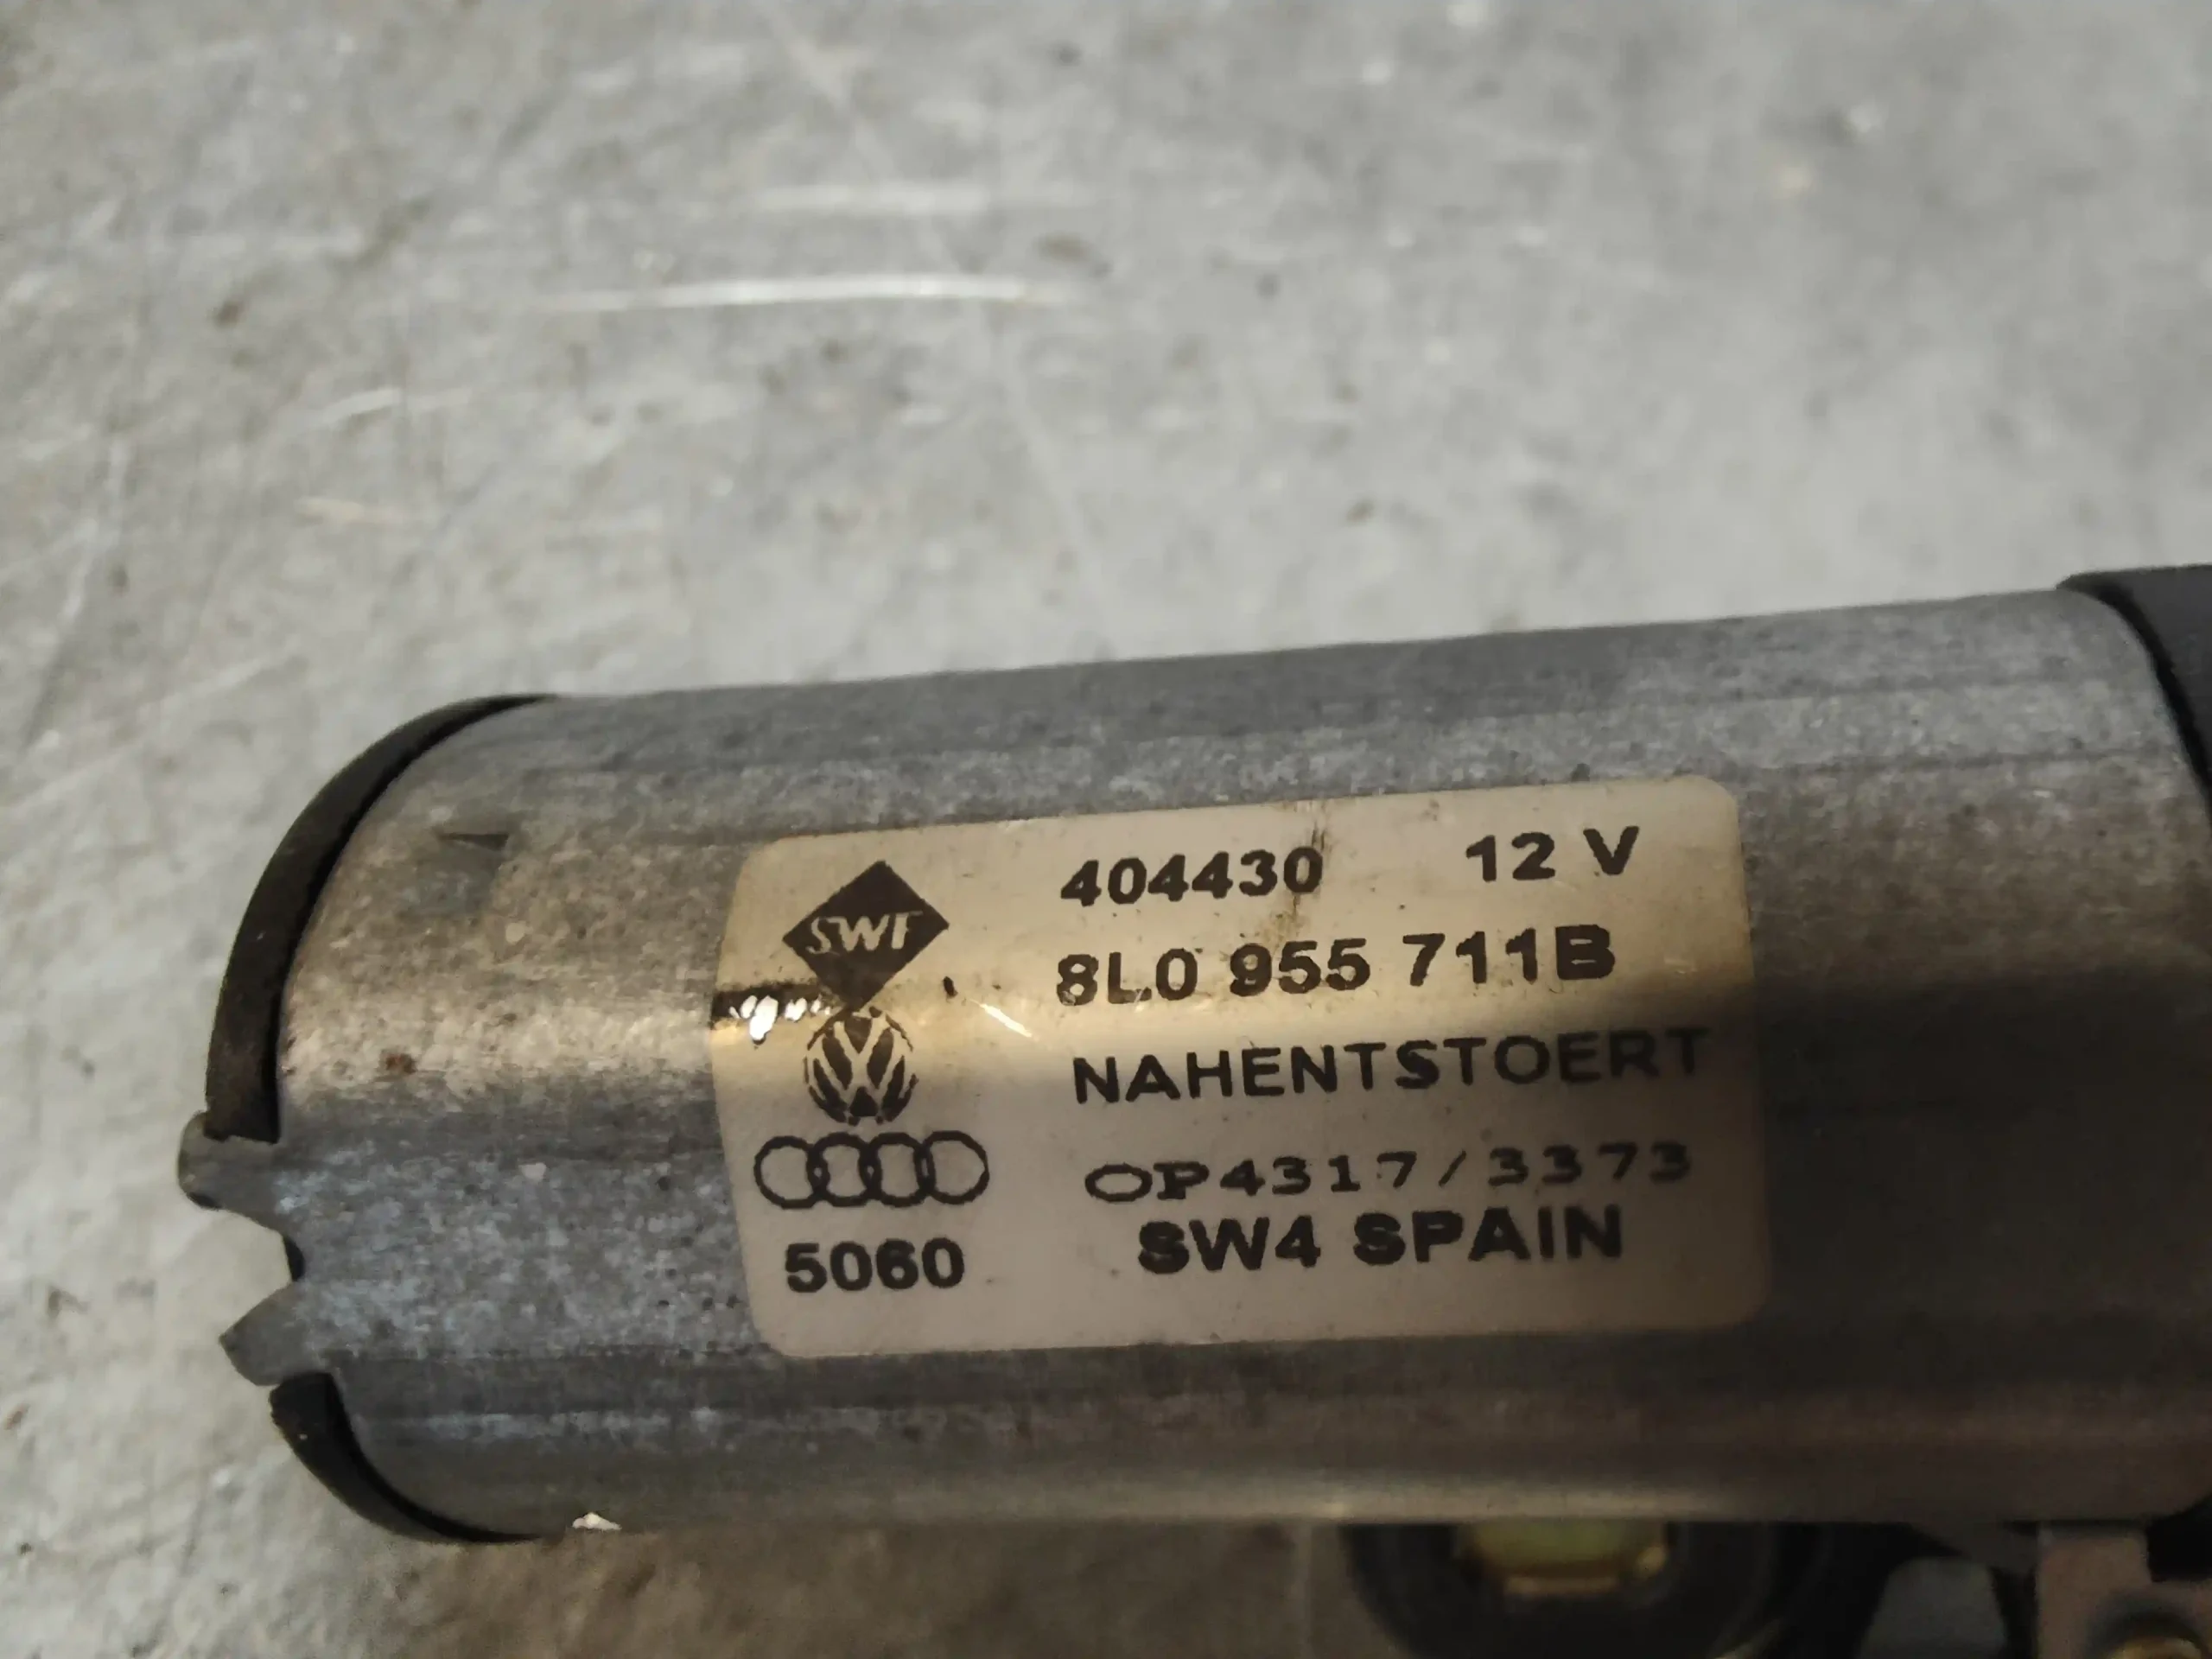 404430 12 V
SWF
8L0 955 711B
NAHENTSTOERT
OP4317/3373
5060 SW4 SPAIN